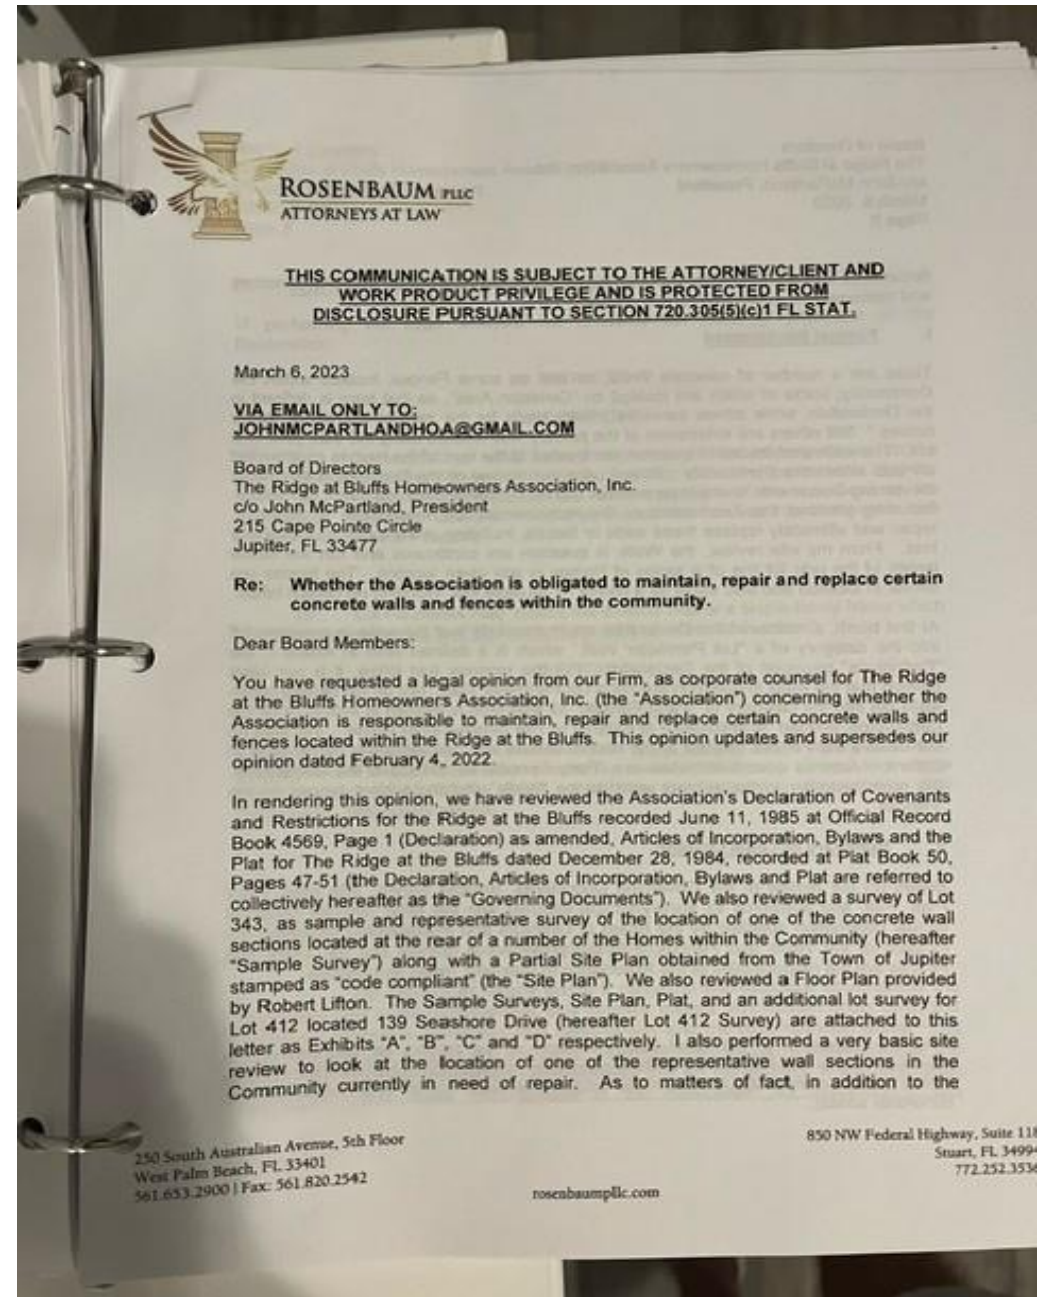 ROSENBAUM PLLC
ATTORNEYS AT LAW
THIS COMMUNICATION IS SUBJECT TO THE ATTORNEY/CLIENT AND
WORK PRODUCT PRIVILEGE AND IS PROTECTED FROM
DISCLOSURE PURSUANT TO SECTION 720.305(5)(c)1 FL STAT.
March 6, 2023
VIA EMAIL ONLY TO:
JOHNMCPARTLANDHOA@GMAIL.COM
Board of Directors
The Ridge at Bluffs Homeowners Association, Inc.
c/o John McPartland, President
215 Cape Pointe Circle
Jupiter, FL 33477
Re: Whether the Association is obligated to maintain, repair and replace certain
concrete walls and fences within the community.
Dear Board Members:
You have requested a legal opinion from our Firm, as corporate counsel for The Ridge
at the Bluffs Homeowners Association, Inc. (the "Association") concerning whether the
Association is responsible to maintain, repair and replace certain concrete walls and
fences located within the Ridge at the Bluffs. This opinion updates and supersedes our
opinion dated February 4, 2022.
In rendering this opinion, we have reviewed the Association's Declaration of Covenants
and Restrictions for the Ridge at the Bluffs recorded June 11, 1985 at Official Record
Book 4569, Page 1 (Declaration) as amended, Articles of Incorporation, Bylaws and the
Plat for The Ridge at the Bluffs dated December 28, 1984, recorded at Plat Book 50,
Pages 47-51 (the Declaration, Articles of Incorporation, Bylaws and Plat are referred to
collectively hereafter as the "Governing Documents"). We also reviewed a survey of Lot
343, as sample and representative survey of the location of one of the concrete wall
sections located at the rear of a number of the Homes within the Community (hereafter
"Sample Survey") along with a Partial Site Plan obtained from the Town of Jupiter
stamped as "code compliant" (the "Site Plan"). We also reviewed a Floor Plan provided
by Robert Lifton. The Sample Surveys, Site Plan, Plat, and an additional lot survey for
Lot 412 located 139 Seashore Drive (hereafter Lot 412 Survey) are attached to this
letter as Exhibits "A", "B", "C" and "D" respectively. I also performed a very basic site
review to look at the location of one of the representative wall sections in the
Community currently in need of repair. As to matters of fact, in addition to the
250 South Australian Avenue, 5th Floor
West Palm Beach, FL 33401
561.653.2900 | Fax: 561.820.2542
rosenbaumpllc.com
850 NW Federal Highway, Suite 118
Stuart, FL 34994
772.252.3536